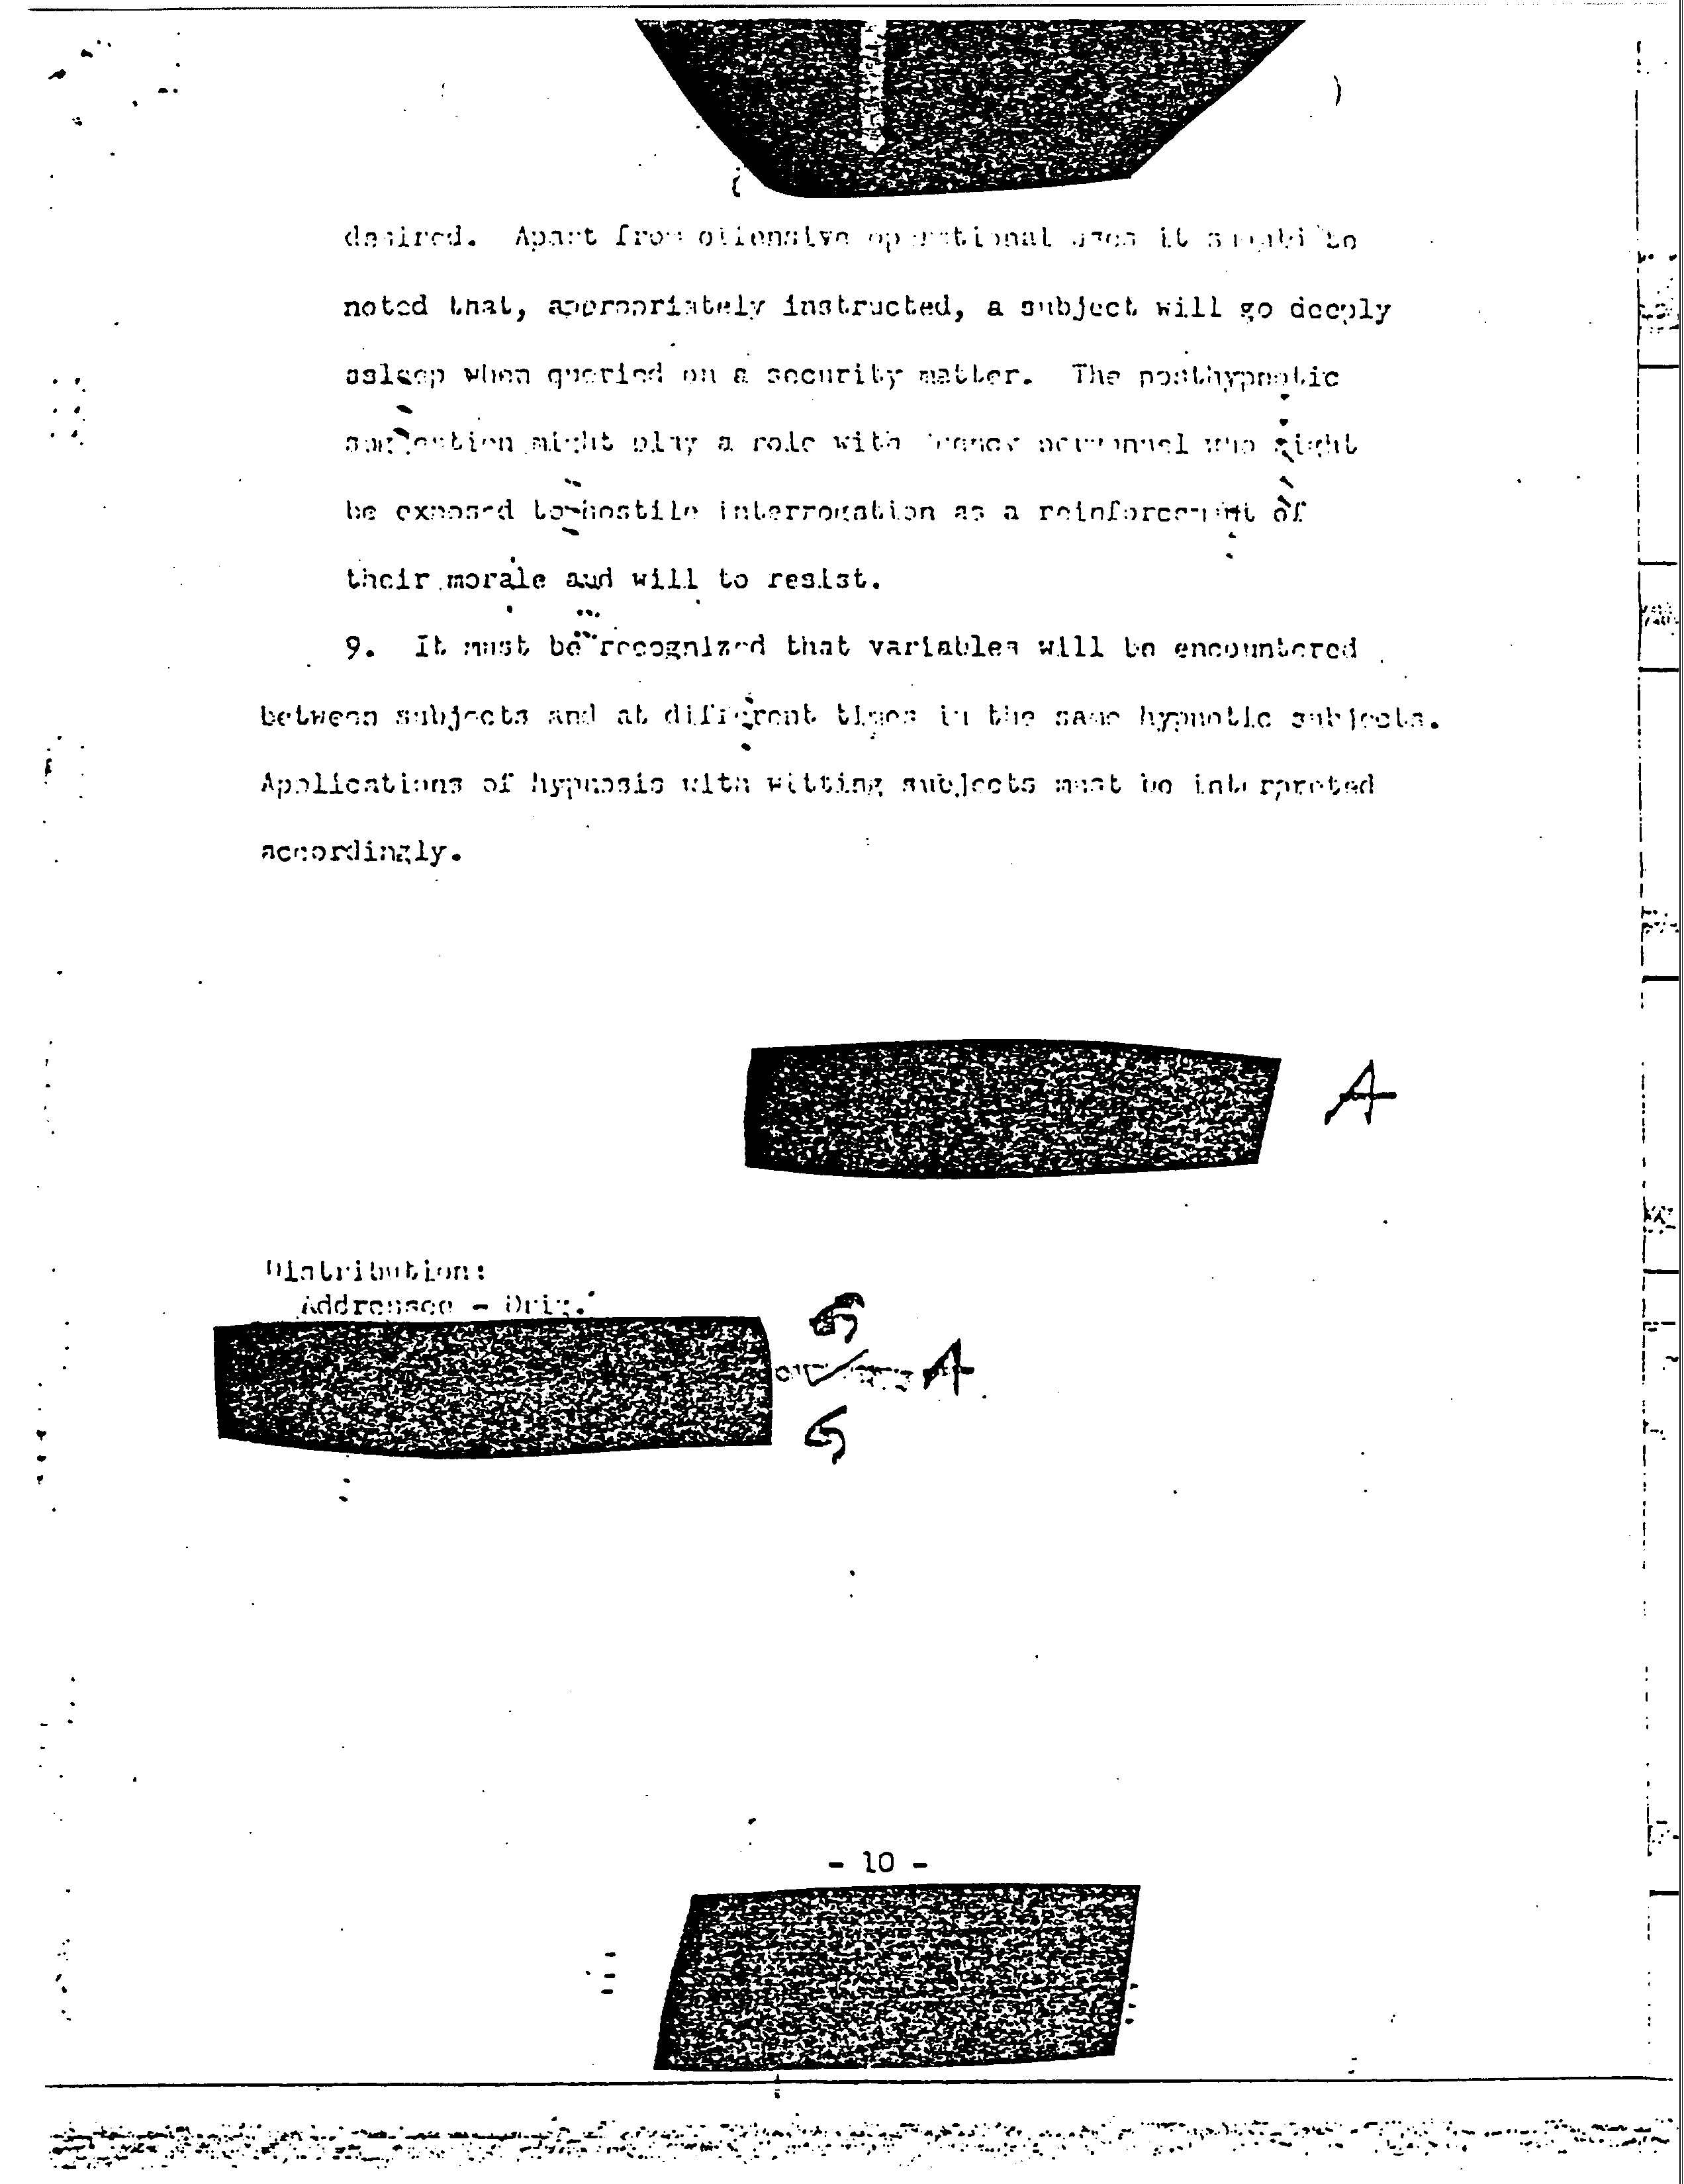 desired. Apart from offensive operational uses it should be
noted that, appropriately instructed, a subject will go deeply
asleep when queried on a security matter. The posthypnotic
suggestion might play a role with personnel who might
be exposed to hostile interrogation as a reinforcement of
their morale and will to resist.
9. It must be recognized that variables will be encountered
between subjects and at different times in the same hypnotic subjects.
Applications of hypnosis with witting subjects must be interpreted
accordingly.
A
Distribution:
Addressee - Orig.
A
- 10 -